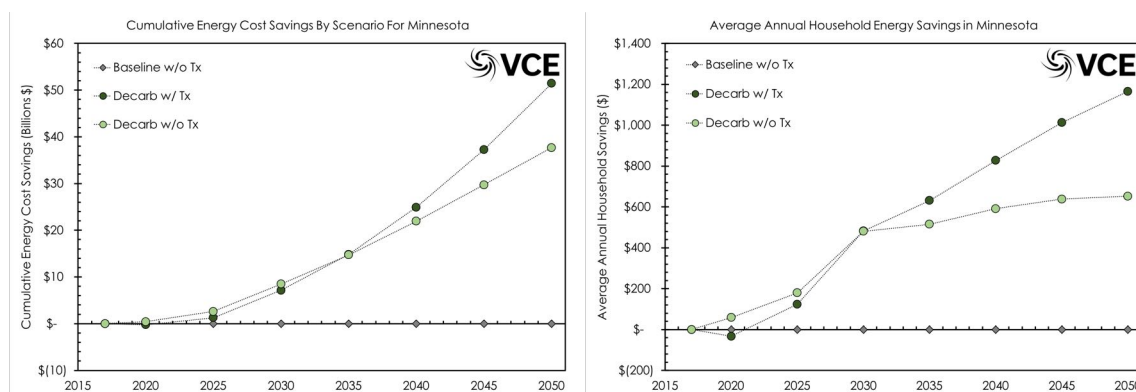 Cumulative Energy Cost Savings By Scenario For Minnesota
$60
$50
$40
$30
$20
$10
$-
$(10)
Cumulative Energy Cost Savings (Billions $)
Baseline w/o Tx
Decarb w/ Tx
Decarb w/o Tx
VCE
2015 2020 2025 2030 2035 2040 2045 2050
Average Annual Household Energy Savings in Minnesota
$1,400
$1,200
$1,000
$800
$600
$400
$200
$-
$(200)
Average Annual Household Savings ($)
Baseline w/o Tx
Decarb w/ Tx
Decarb w/o Tx
VCE
2015 2020 2025 2030 2035 2040 2045 2050